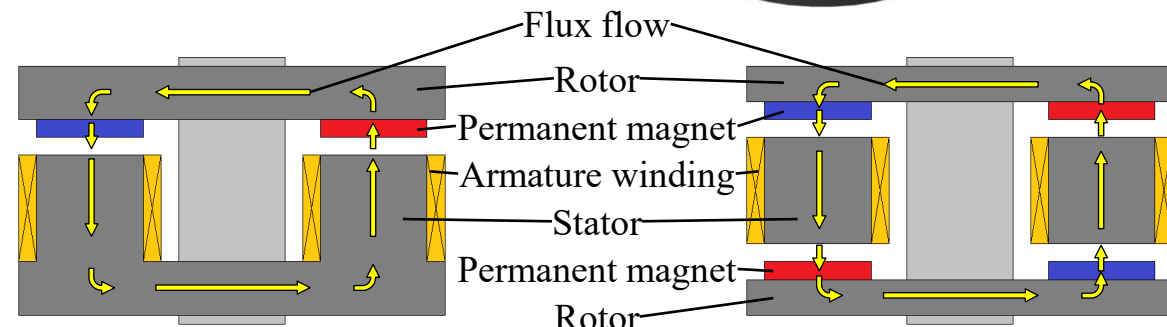 Flux flow
Rotor
Permanent magnet
Armature winding
Stator
Permanent magnet
Rotor